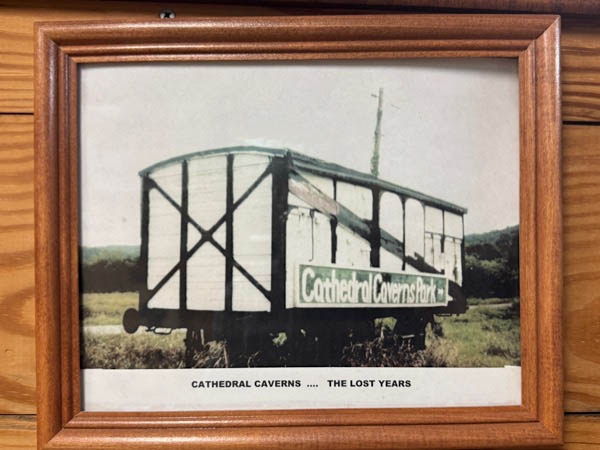 Cathedral Caverns Park
CATHEDRAL CAVERNS .... THE LOST YEARS